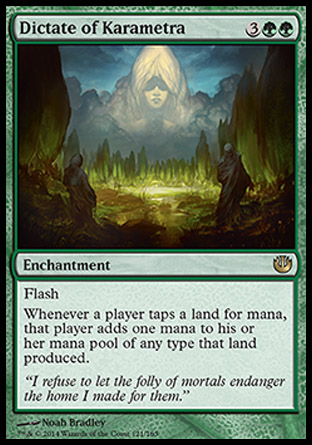 Dictate of Karametra 3
Enchantment
Flash
Whenever a player taps a land for mana,
that player adds one mana to his or
her mana pool of any type that land
produced.
"I refuse to let the folly of mortals endanger
the home I made for them."
Noah Bradley
™ & © 2014 Wizards of the Coast 121/165